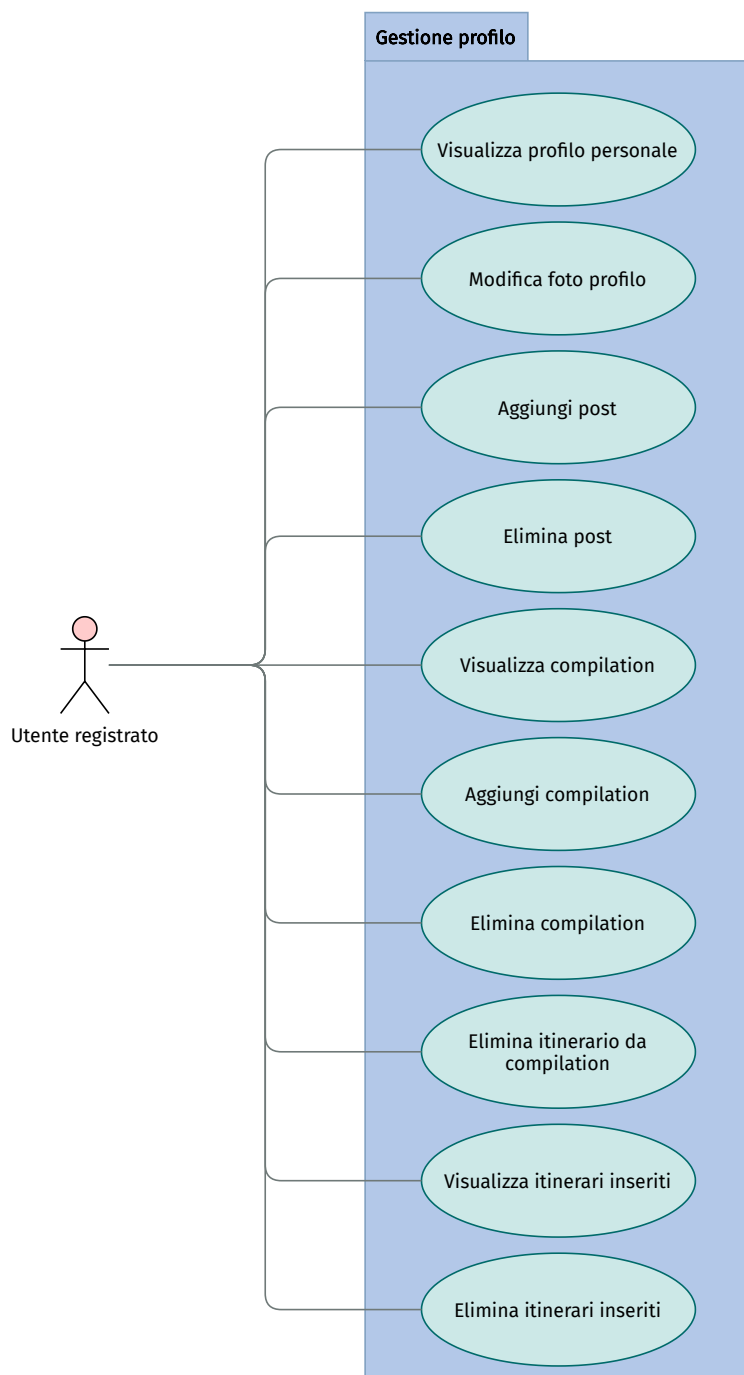 Gestione profilo
Visualizza profilo personale
Modifica foto profilo
Aggiungi post
Elimina post
Visualizza compilation
Utente registrato
Aggiungi compilation
Elimina compilation
Elimina itinerario da
compilation
Visualizza itinerari inseriti
Elimina itinerari inseriti